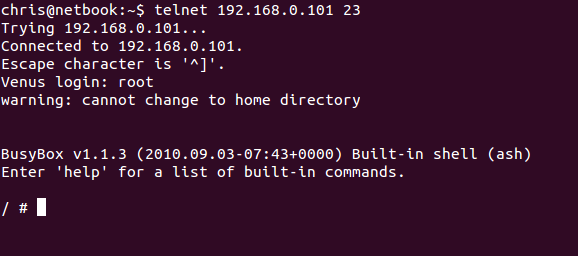 chris@netbook:~$ telnet 192.168.0.101 23
Trying 192.168.0.101...
Connected to 192.168.0.101.
Escape character is '^]'.
Venus login: root
warning: cannot change to home directory
BusyBox v1.1.3 (2010.09.03-07:43+0000) Built-in shell (ash)
Enter 'help' for a list of built-in commands.
/ #